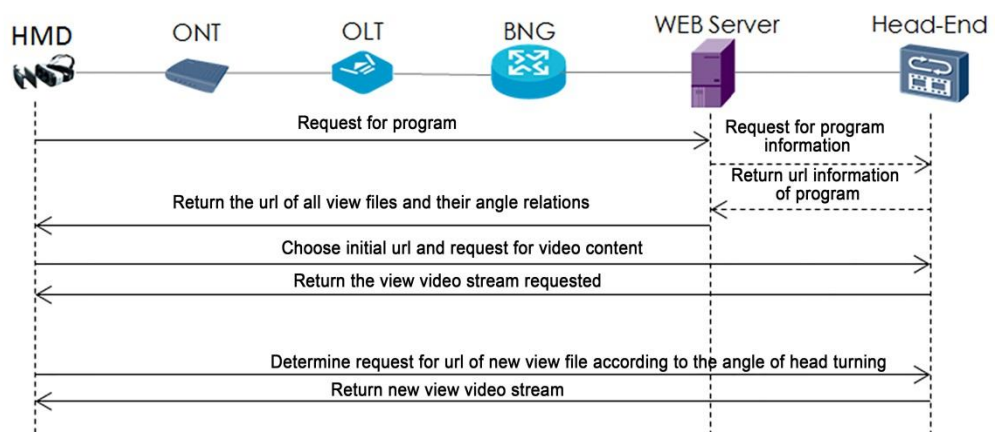 HMD
ONT
OLT
BNG
WEB Server
Head-End
Request for program
Request for program
information
Return url information
of program
Return the url of all view files and their angle relations
Choose initial url and request for video content
Return the view video stream requested
Determine request for url of new view file according to the angle of head turning
Return new view video stream